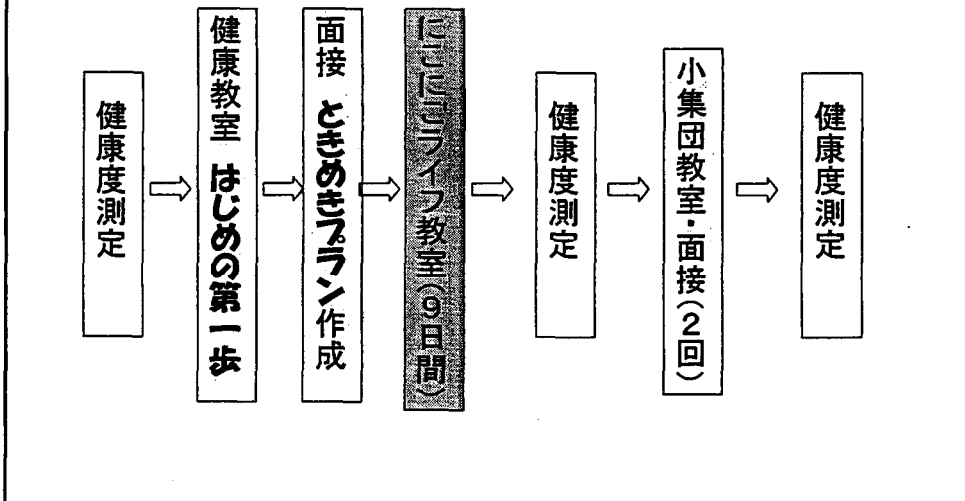 健康度測定
健康教室 はじめの第一歩
面接 ときめきプラン作成
にこにこライフ教室(9日間)
健康度測定
小集団教室・面接(2回)
健康度測定